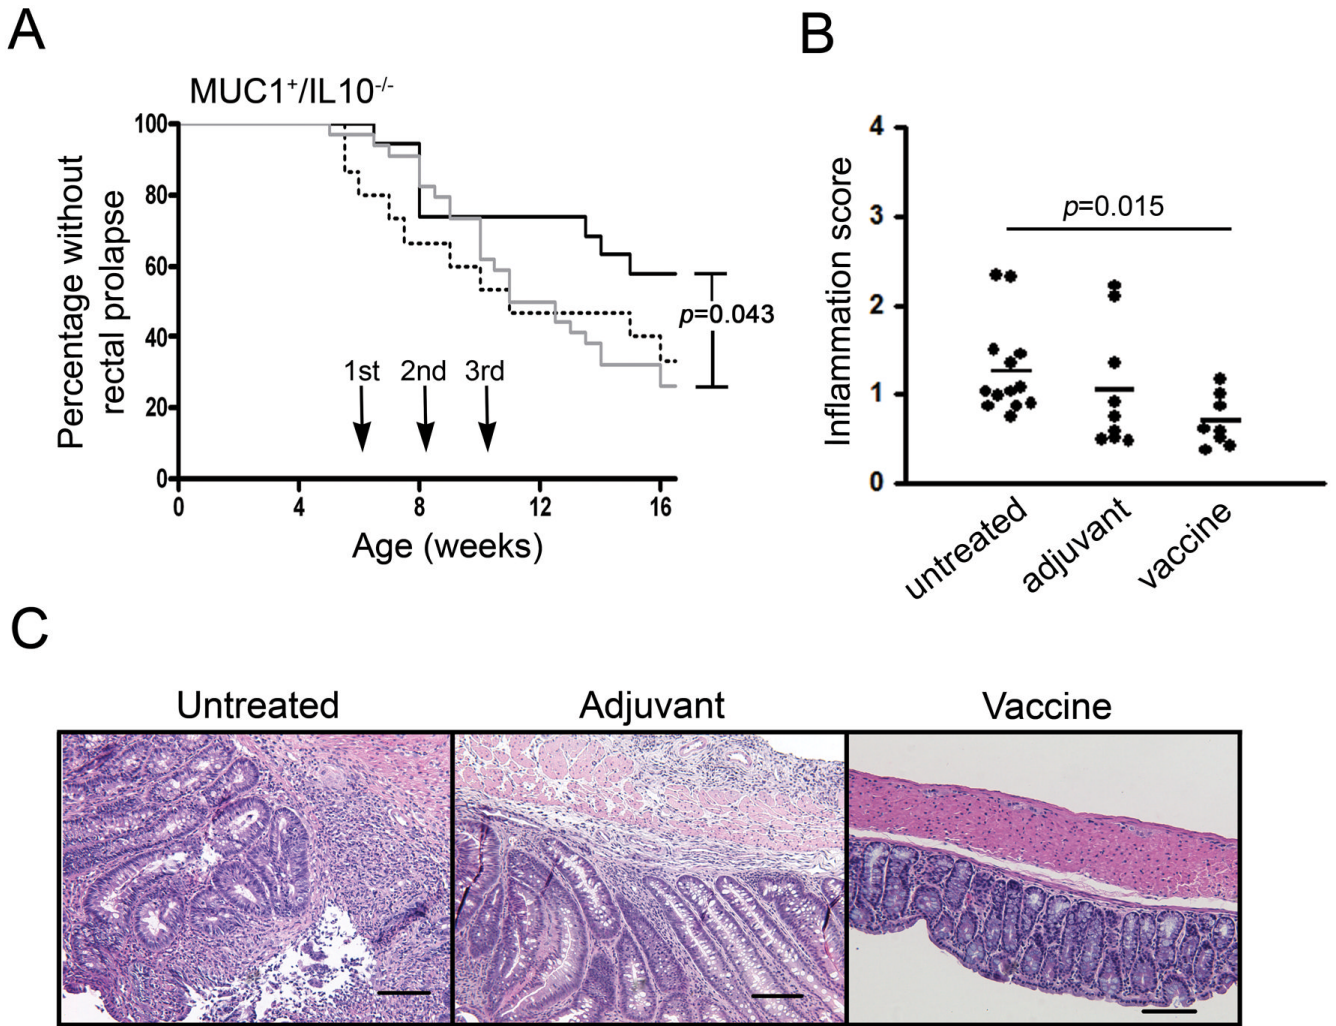 A
MUC1+/IL10-/-
Percentage without
rectal prolapse
100
80
60
40
20
0
1st 2nd 3rd
p=0.043
0 4 8 12 16
Age (weeks)
B
Inflammation score
4
3
2
1
0
p=0.015
untreated adjuvant vaccine
C
Untreated Adjuvant Vaccine